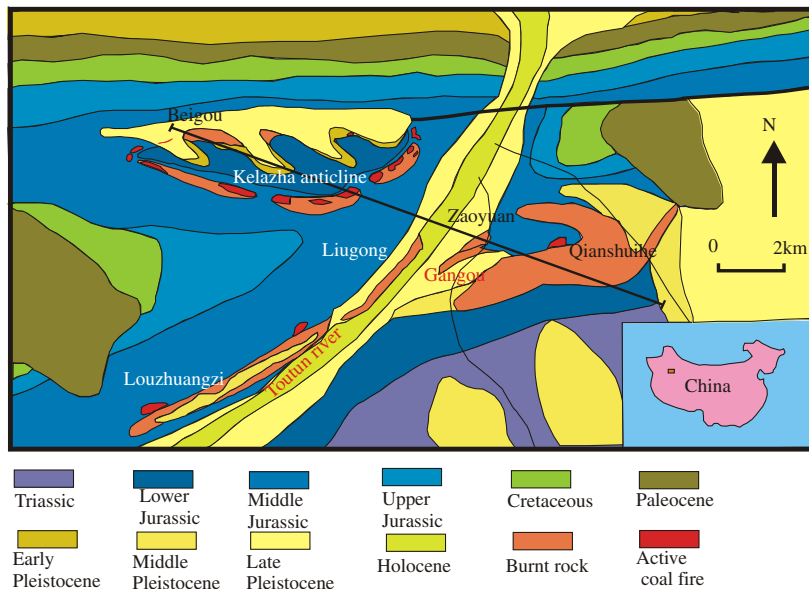 Beigou
N
Kelazha anticline
Zaoyuan
Liugong
Qianshuihe
0 2km
Gangou
Toutun river
Louzhuangzi
China
Triassic
Lower
Jurassic
Middle
Jurassic
Upper
Jurassic
Cretaceous
Paleocene
Early
Pleistocene
Middle
Pleistocene
Late
Pleistocene
Holocene
Burnt rock
Active
coal fire